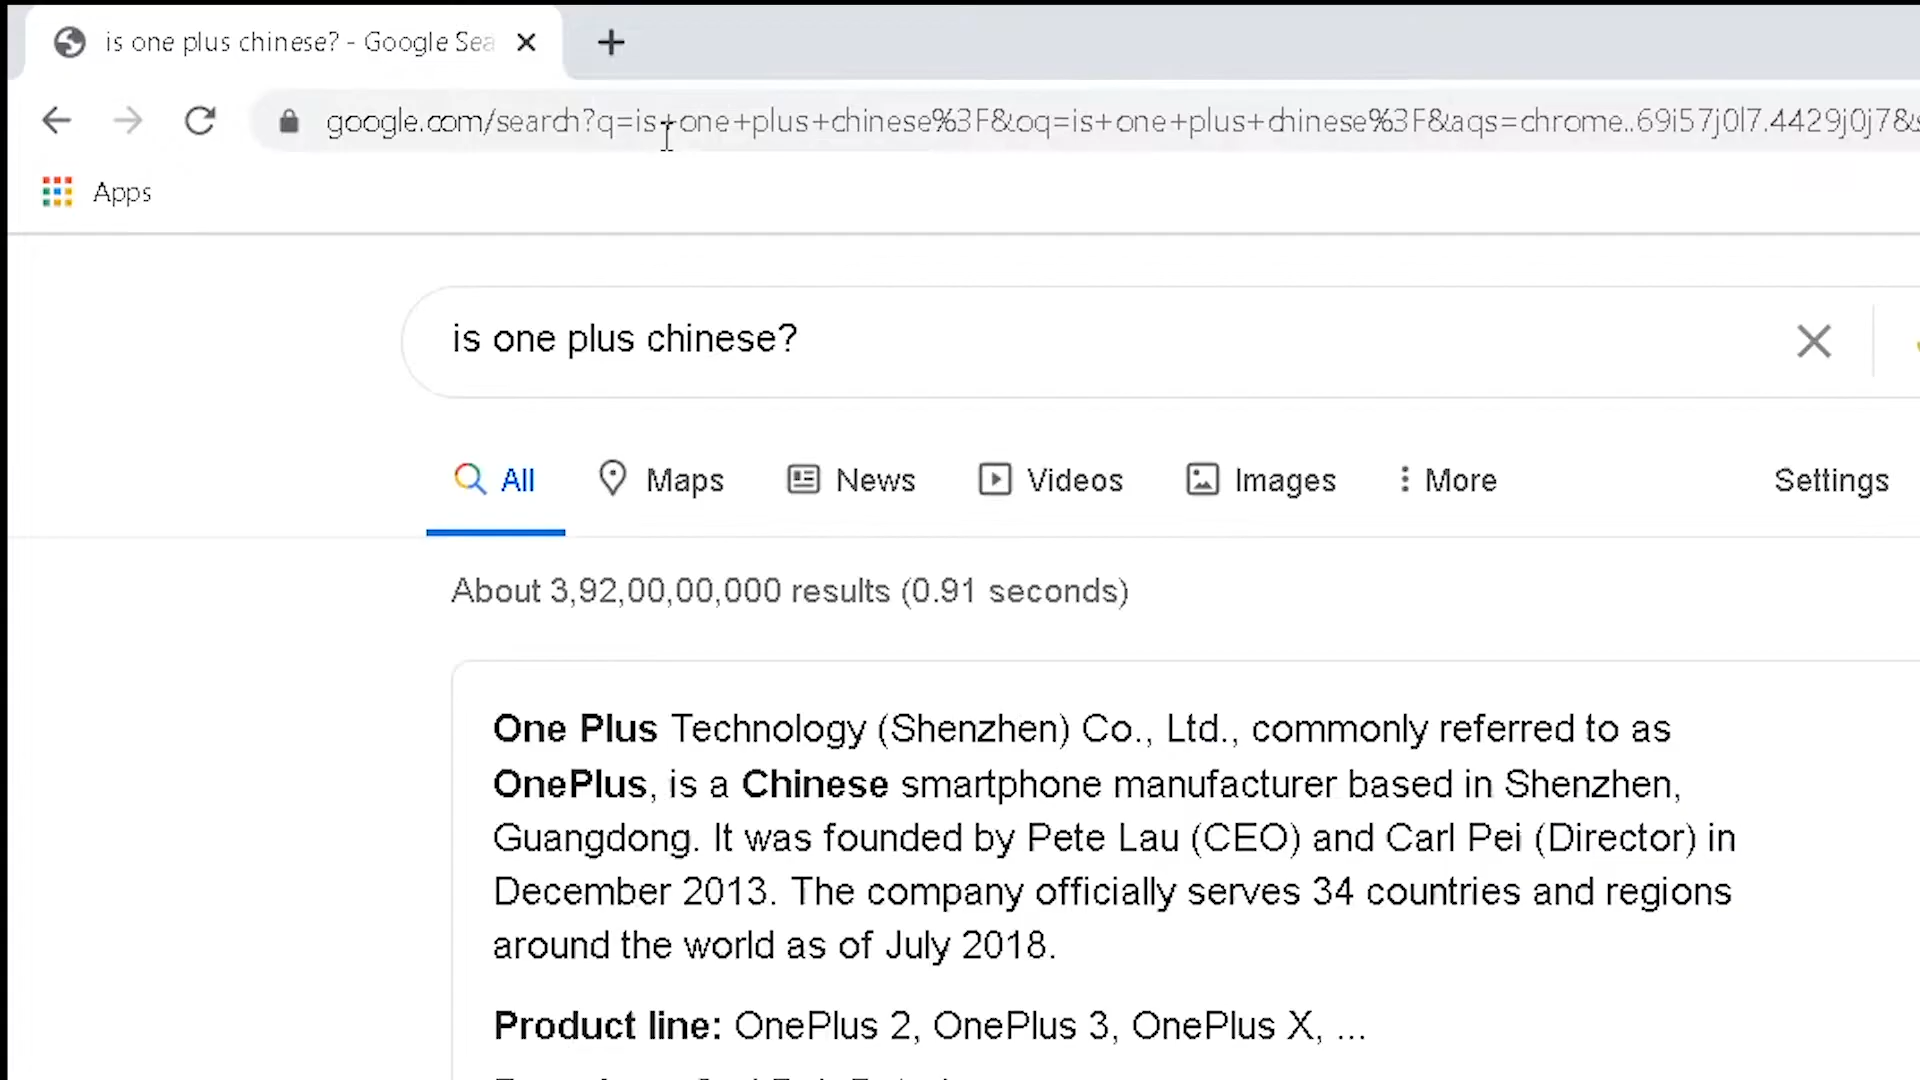 is one plus chinese? - Google Sea
google.com/search?q=is+one+plus+chinese%3F&oq=is+one+plus+chinese%3F&aqs=chrome..69i57j0l7.4429j0j7&s
Apps
is one plus chinese?
All Maps News Videos Images More Settings
About 3,92,00,00,000 results (0.91 seconds)
One Plus Technology (Shenzhen) Co., Ltd., commonly referred to as
OnePlus, is a Chinese smartphone manufacturer based in Shenzhen,
Guangdong. It was founded by Pete Lau (CEO) and Carl Pei (Director) in
December 2013. The company officially serves 34 countries and regions
around the world as of July 2018.
Product line: OnePlus 2, OnePlus 3, OnePlus X, ...